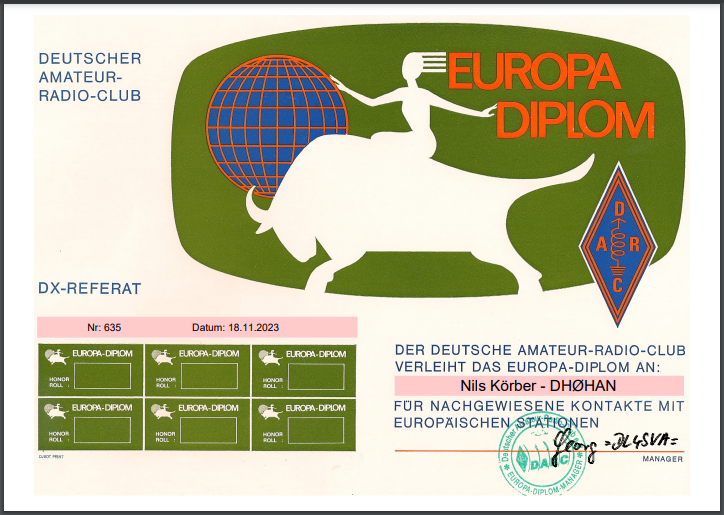 DEUTSCHER
AMATEUR-
RADIO-CLUB
EUROPA
DIPLOM
D
A R
C
DX-REFERAT
Nr: 635 Datum: 18.11.2023
EUROPA-DIPLOM EUROPA-DIPLOM EUROPA-DIPLOM
HONOR HONOR HONOR
ROLL : ROLL : ROLL :
EUROPA-DIPLOM EUROPA-DIPLOM EUROPA-DIPLOM
HONOR HONOR HONOR
ROLL : ROLL : ROLL :
DER DEUTSCHE AMATEUR-RADIO-CLUB
VERLEIHT DAS EUROPA-DIPLOM AN:
Nils Körber - DHØHAN
FÜR NACHGEWIESENE KONTAKTE MIT
EUROPÄISCHEN STATIONEN
Georg =DL4SVA=
MANAGER
DARC
EUROPA-DIPLOM-MANAGER